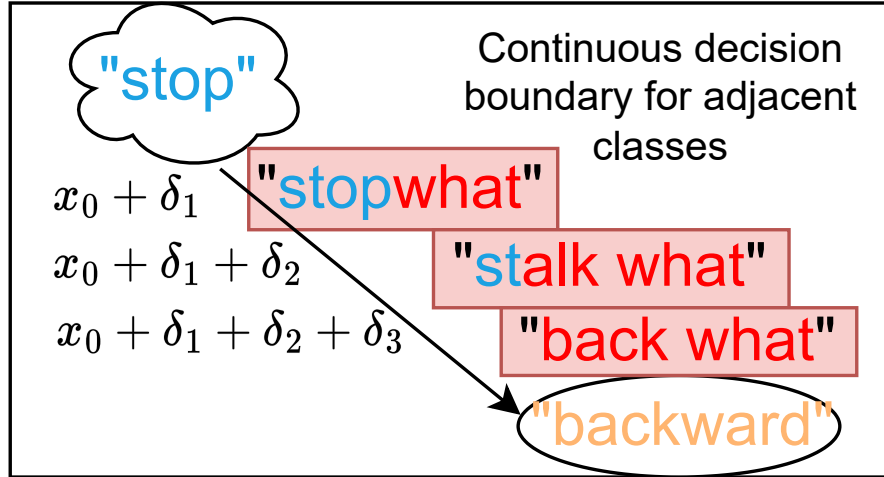 "stop"
Continuous decision
boundary for adjacent
classes
"stopwhat"
x₀ + δ₁
"stalk what"
x₀ + δ₁ + δ₂
"back what"
x₀ + δ₁ + δ₂ + δ₃
"backward"